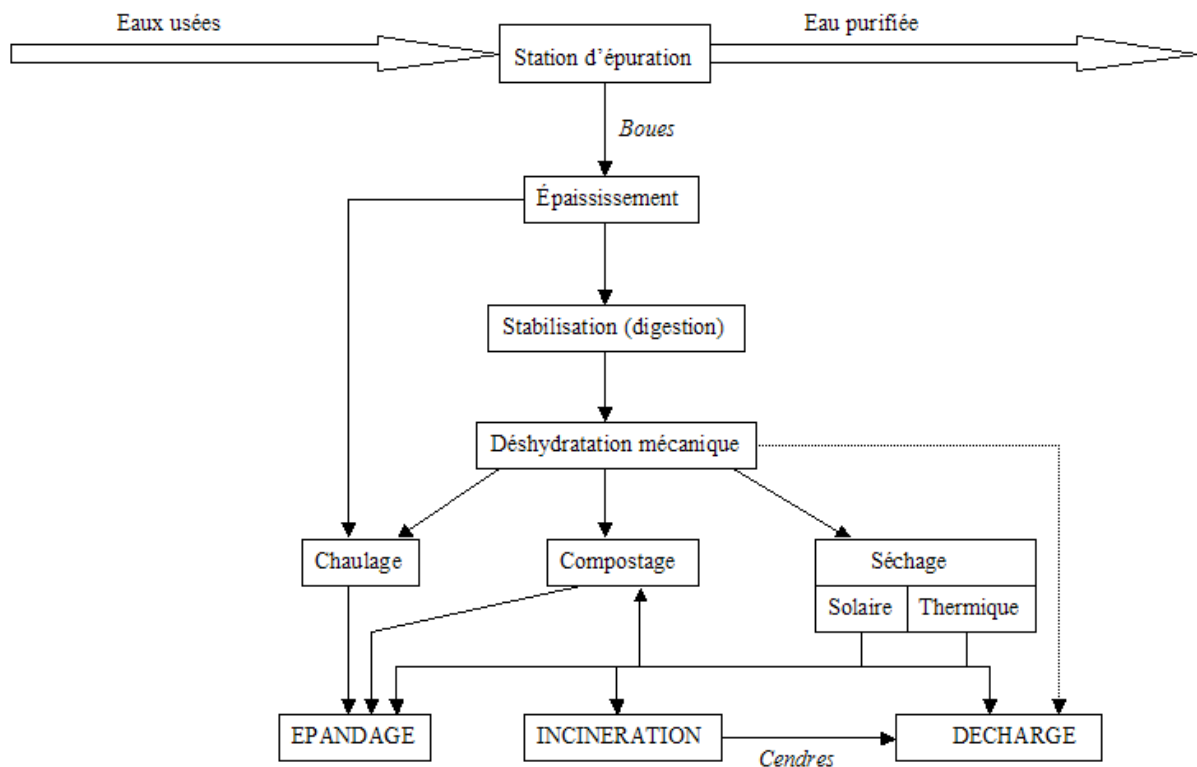 Eaux usées
Eau purifiée
Station d’épuration
Boues
Épaississement
Stabilisation (digestion)
Déshydratation mécanique
Chaulage
Compostage
Séchage
Solaire
Thermique
EPANDAGE
INCINERATION
DECHARGE
Cendres